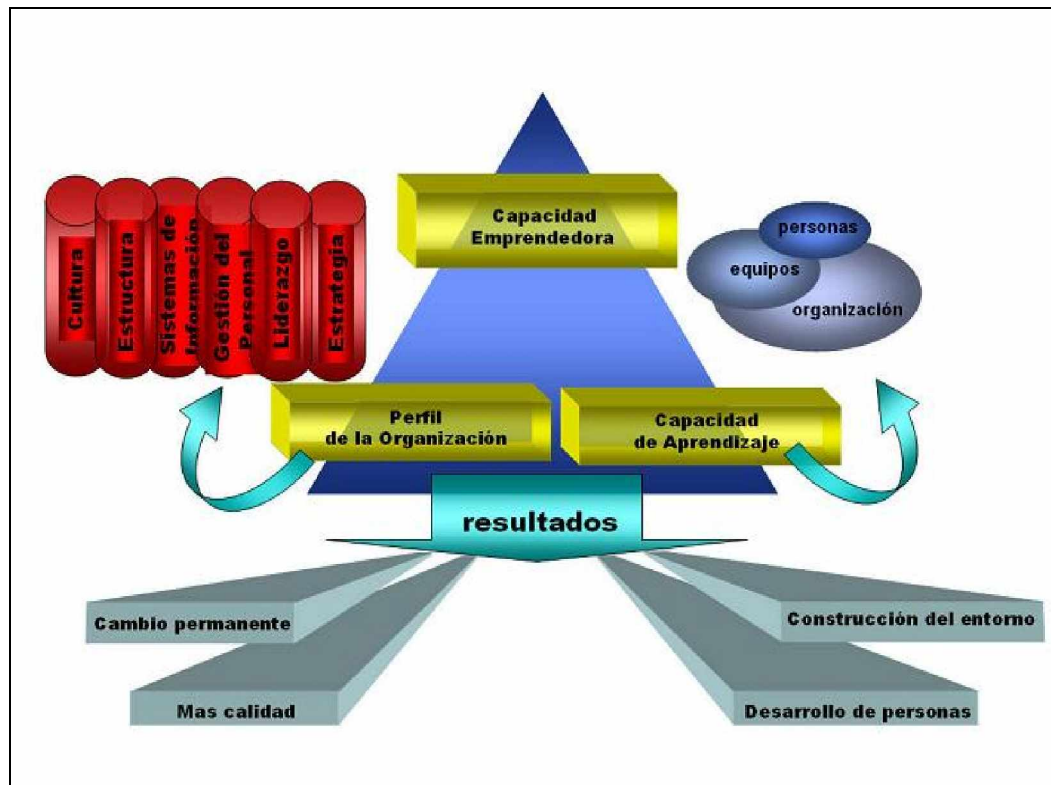 Capacidad
Emprendedora
Cultura
Estructura
Sistemas de
Información
Gestión del
Personal
Liderazgo
Estrategia
personas
equipos
organización
Perfil
de la Organización
Capacidad
de Aprendizaje
resultados
Cambio permanente
Construcción del entorno
Mas calidad
Desarrollo de personas